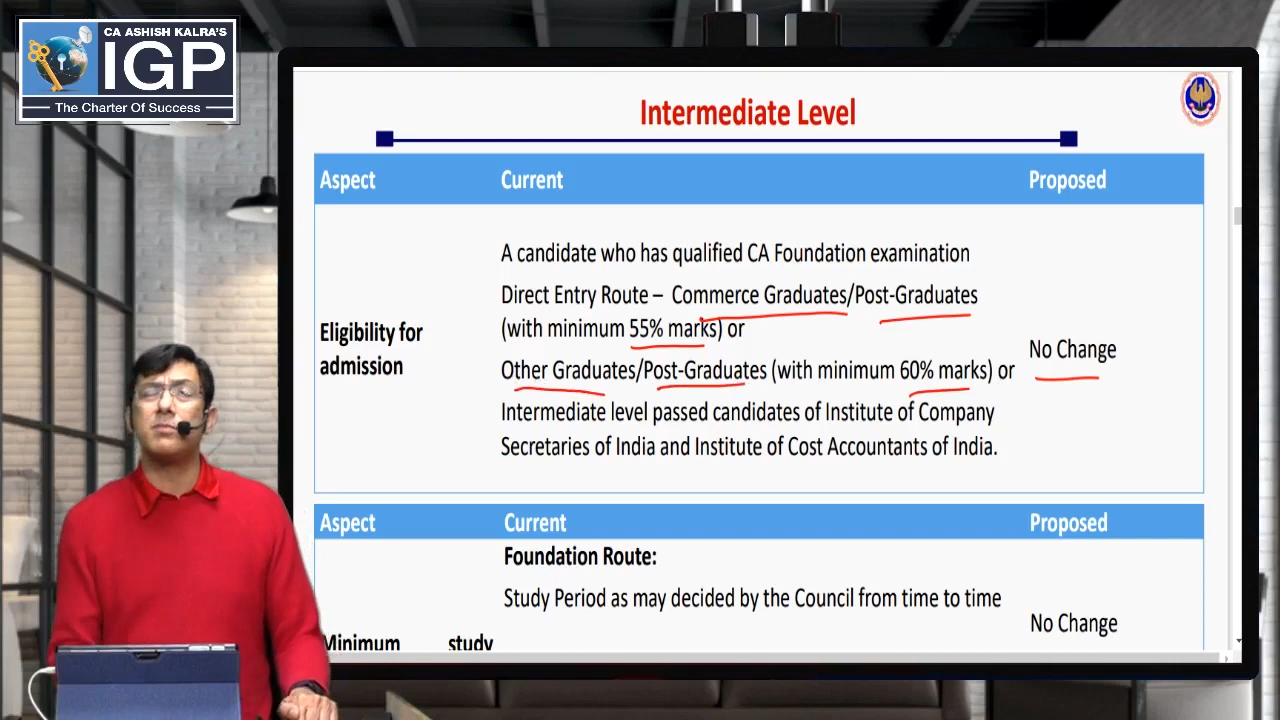 CA ASHISH KALRA'S
IGP
The Charter Of Success
Intermediate Level
Aspect Current Proposed
A candidate who has qualified CA Foundation examination
Direct Entry Route – Commerce Graduates/Post-Graduates
(with minimum 55% marks) or
Eligibility for
admission
Other Graduates/Post-Graduates (with minimum 60% marks) or
No Change
Intermediate level passed candidates of Institute of Company
Secretaries of India and Institute of Cost Accountants of India.
Aspect Current Proposed
Foundation Route:
Study Period as may decided by the Council from time to time
No Change
Minimum study